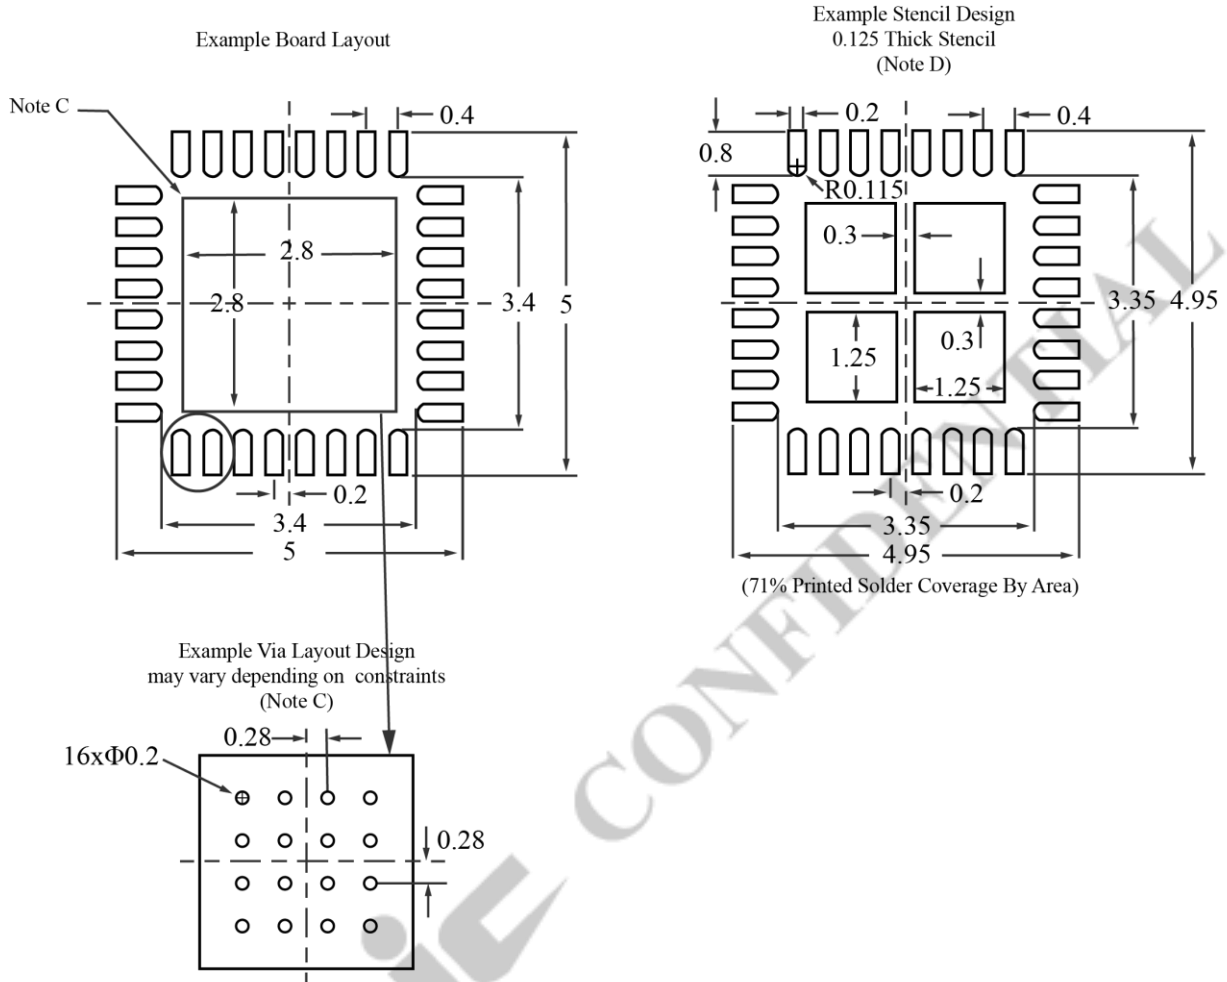 Example Board Layout
Note C
0.4
2.8
2.8
3.4
5
0.2
3.4
5
Example Stencil Design
0.125 Thick Stencil
(Note D)
0.2
0.4
0.8
R0.115
0.3
3.35
4.95
0.3
1.25
1.25
0.2
3.35
4.95
(71% Printed Solder Coverage By Area)
Example Via Layout Design
may vary depending on constraints
(Note C)
0.28
16xΦ0.2
0.28
CONFIDENTIAL